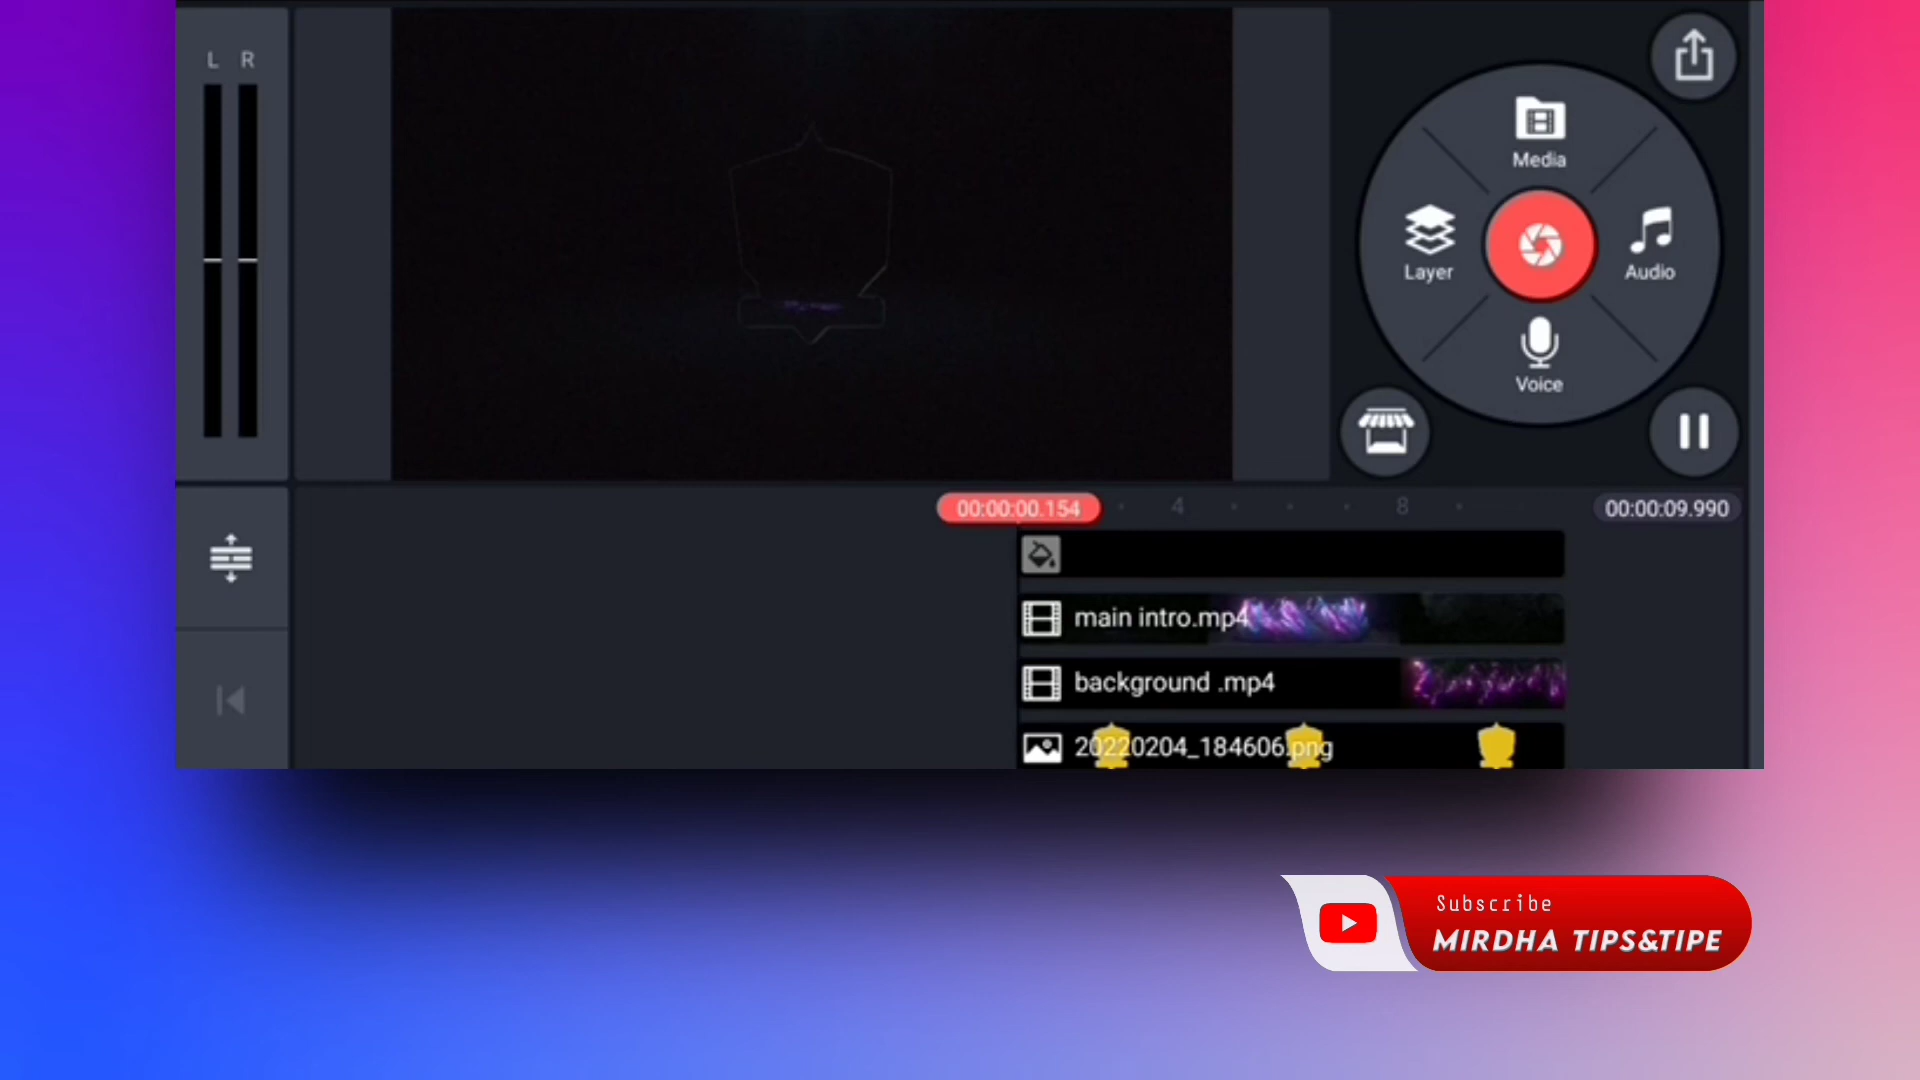 L R
Media
Layer
Audio
Voice
00:00:00.154
4
8
00:00:09.990
main intro.mp4
background .mp4
20220204_184606.png
Subscribe
MIRDHA TIPS&TIPE